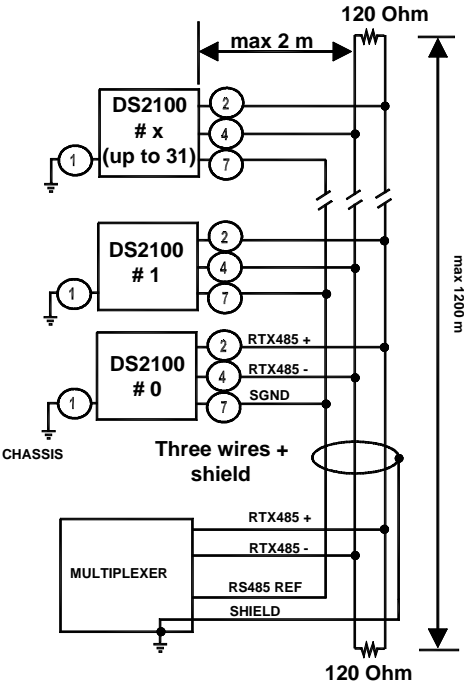 120 Ohm
max 2 m
DS2100
# x
(up to 31)
2
4
7
1
max 1200 m
DS2100
# 1
2
4
7
1
DS2100
# 0
2
4
7
1
RTX485 +
RTX485 -
SGND
CHASSIS
Three wires +
shield
MULTIPLEXER
RTX485 +
RTX485 -
RS485 REF
SHIELD
120 Ohm